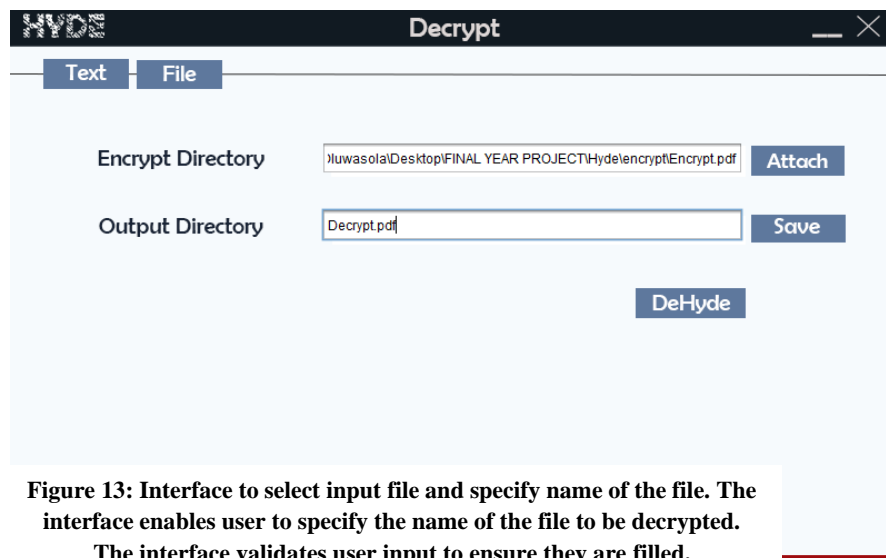 HYDE Decrypt
Text File
Encrypt Directory luwasola\Desktop\FINAL YEAR PROJECT\Hyde\encrypt\Encrypt.pdf Attach
Output Directory Decrypt.pdf Save
DeHyde
Figure 13: Interface to select input file and specify name of the file. The
interface enables user to specify the name of the file to be decrypted.
The interface validates user input to ensure they are filled.